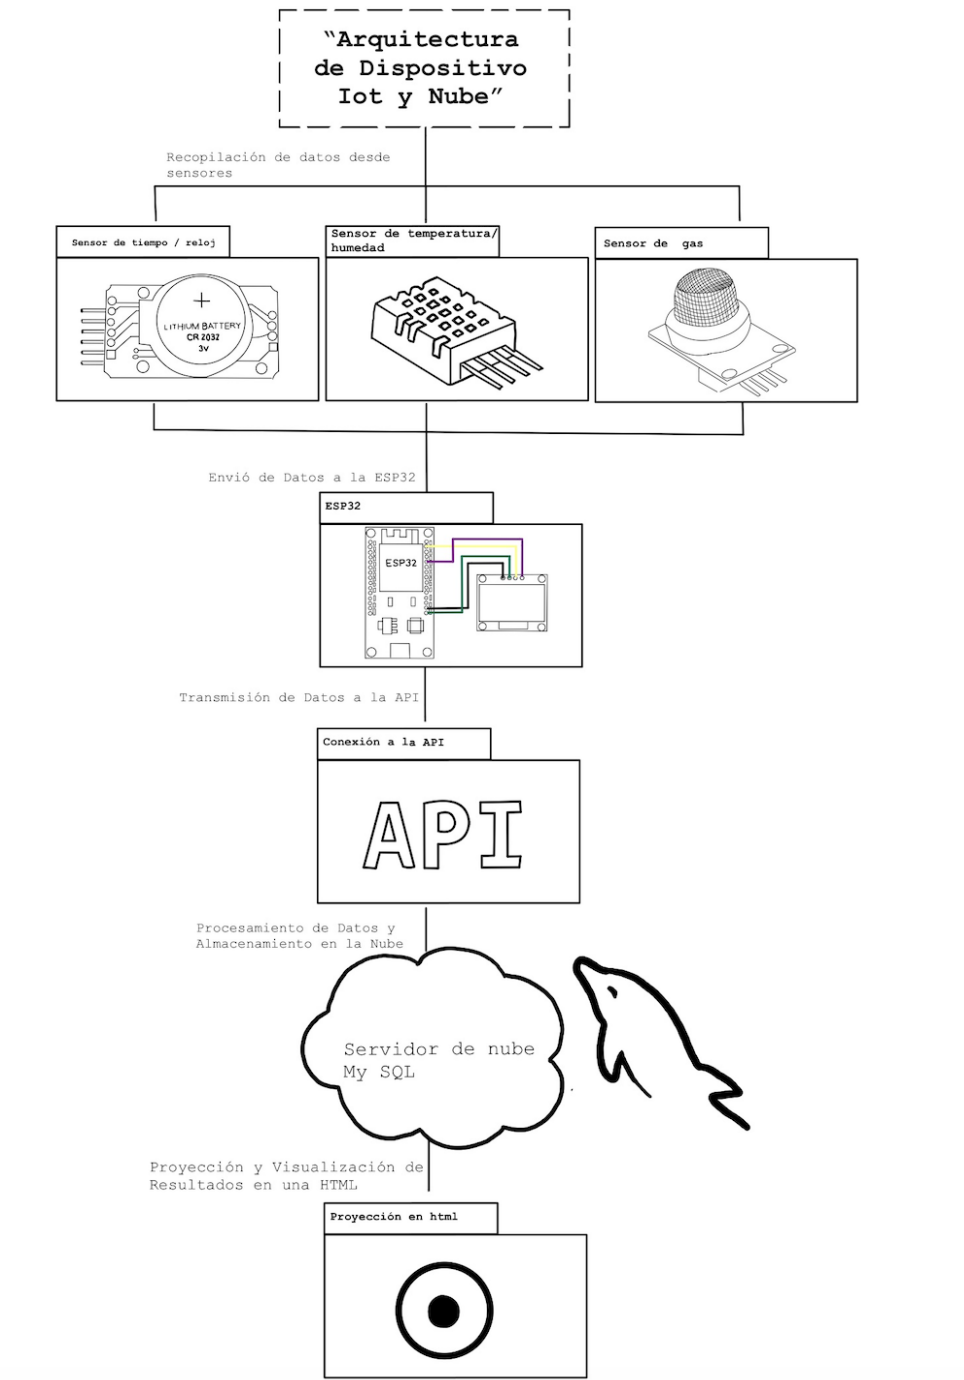 “Arquitectura
de Dispositivo
Iot y Nube”
Recopilación de datos desde
sensores
Sensor de tiempo / reloj
Sensor de temperatura/
humedad
Sensor de gas
LITHIUM BATTERY
CR 2032
3V
Envió de Datos a la ESP32
ESP32
ESP32
Transmisión de Datos a la API
Conexión a la API
API
Procesamiento de Datos y
Almacenamiento en la Nube
Servidor de nube
My SQL
Proyección y Visualización de
Resultados en una HTML
Proyección en html